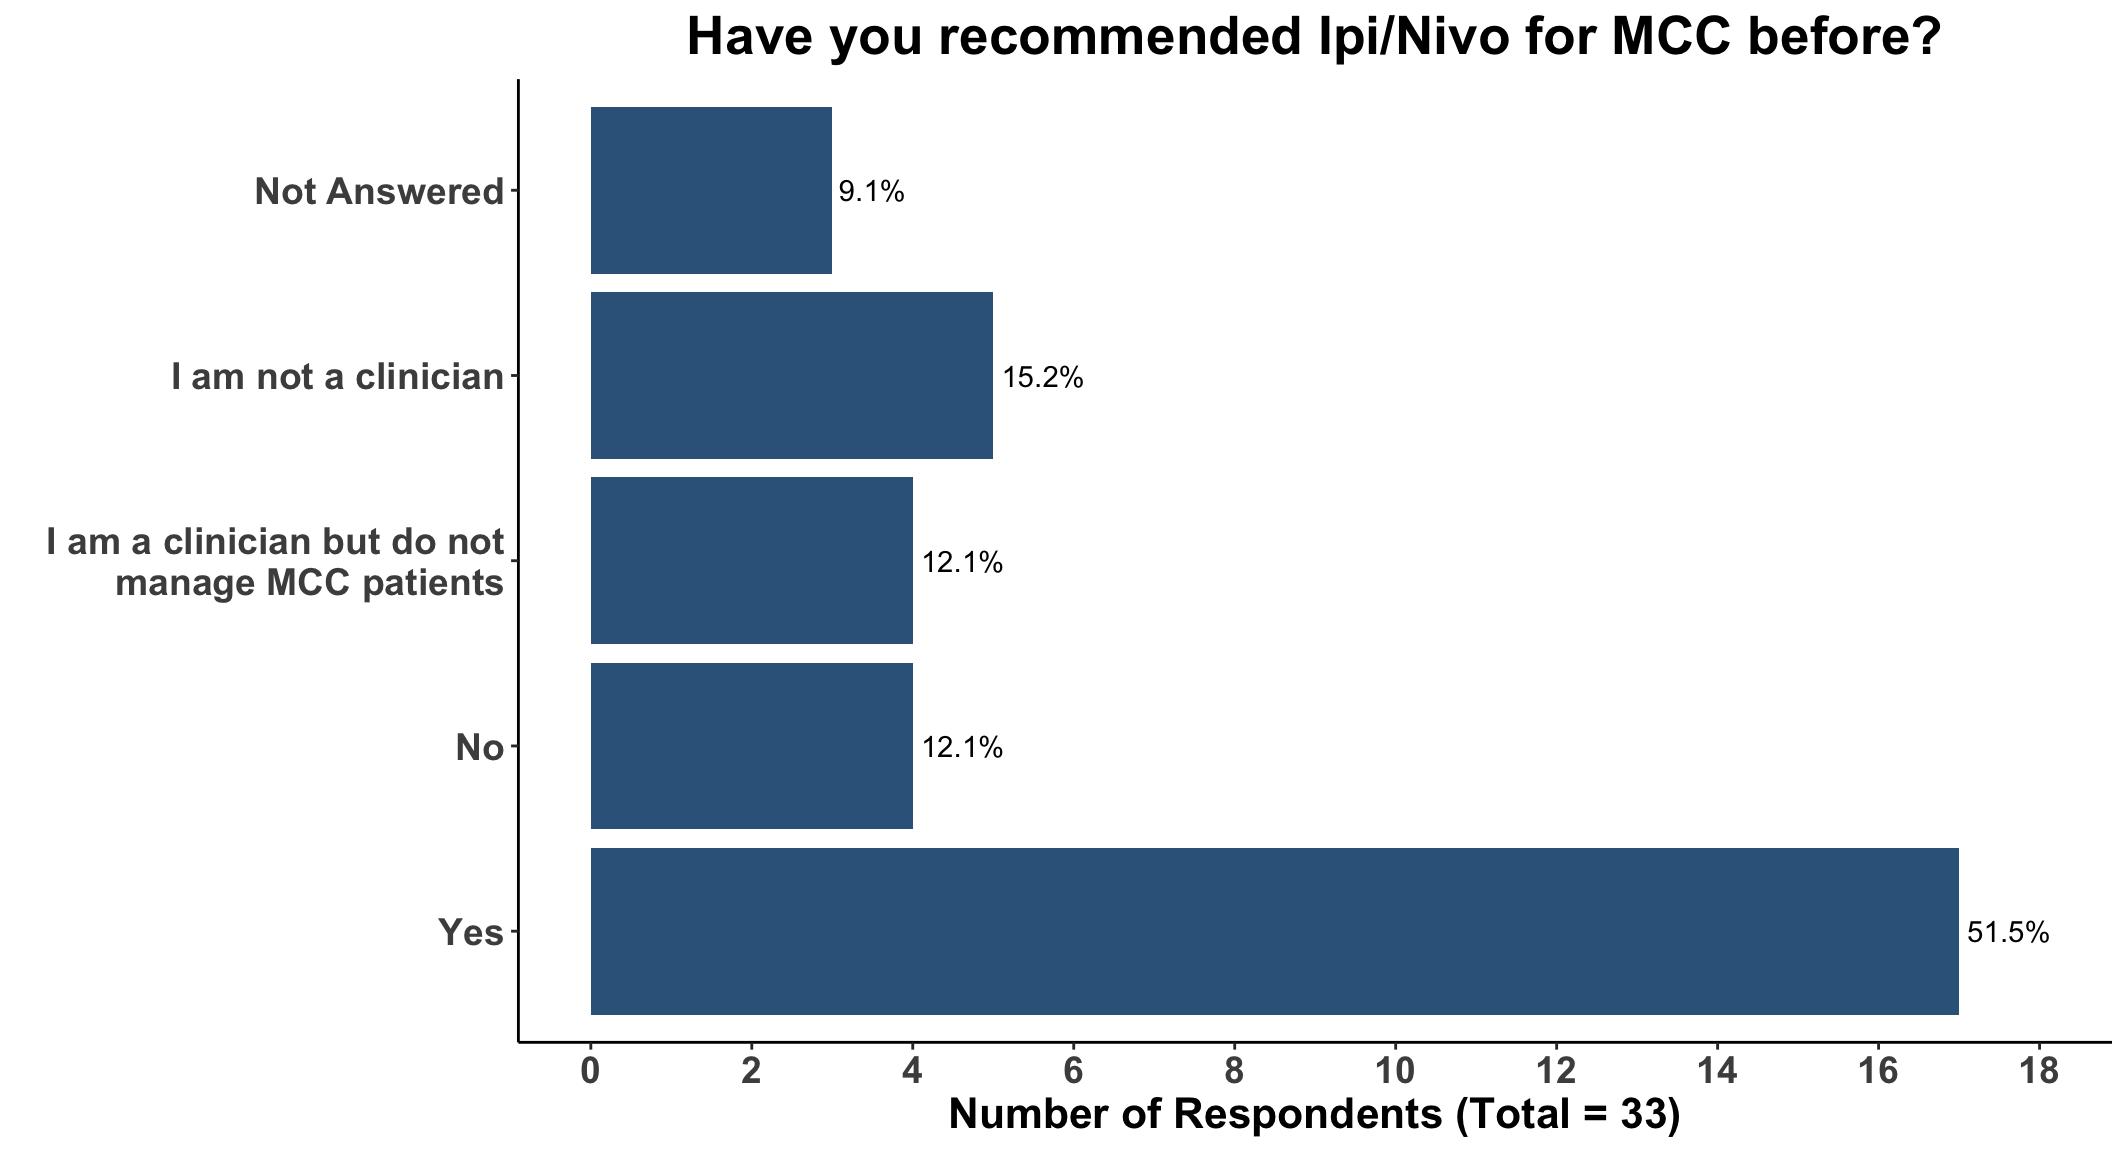 Have you recommended Ipi/Nivo for MCC before?
Not Answered
9.1%
I am not a clinician
15.2%
I am a clinician but do not
manage MCC patients
12.1%
No
12.1%
Yes
51.5%
0 2 4 6 8 10 12 14 16 18
Number of Respondents (Total = 33)